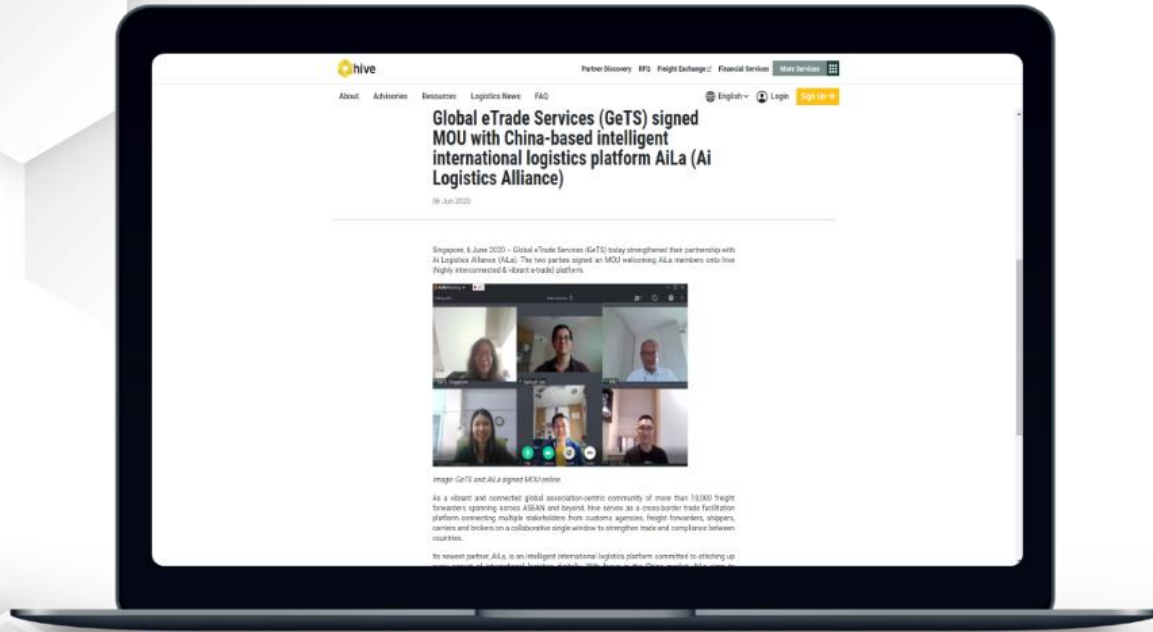 hive
Partner Discovery RFQ Freight Exchange Financial Services More Services
About Advisories Resources Logistics News FAQ English Login Sign Up
Global eTrade Services (GeTS) signed
MOU with China-based intelligent
international logistics platform AiLa (Ai
Logistics Alliance)
06 Jun 2020
Singapore, 6 June 2020 – Global eTrade Services (GeTS) today strengthened their partnership with
Ai Logistics Alliance (AiLa). The two parties signed an MOU welcoming AiLa members onto hive
(highly interconnected & vibrant e-trade) platform.
Image: GeTS and AiLa signed MOU online.
As a vibrant and connected global association-centric community of more than 10,000 freight
forwarders spanning across ASEAN and beyond, hive serves as a cross-border trade facilitation
platform connecting multiple stakeholders from customs agencies, freight forwarders, shippers,
carriers and brokers on a collaborative single window to strengthen trade and compliance between
countries.
Its newest partner, AiLa, is an intelligent international logistics platform committed to stitching up